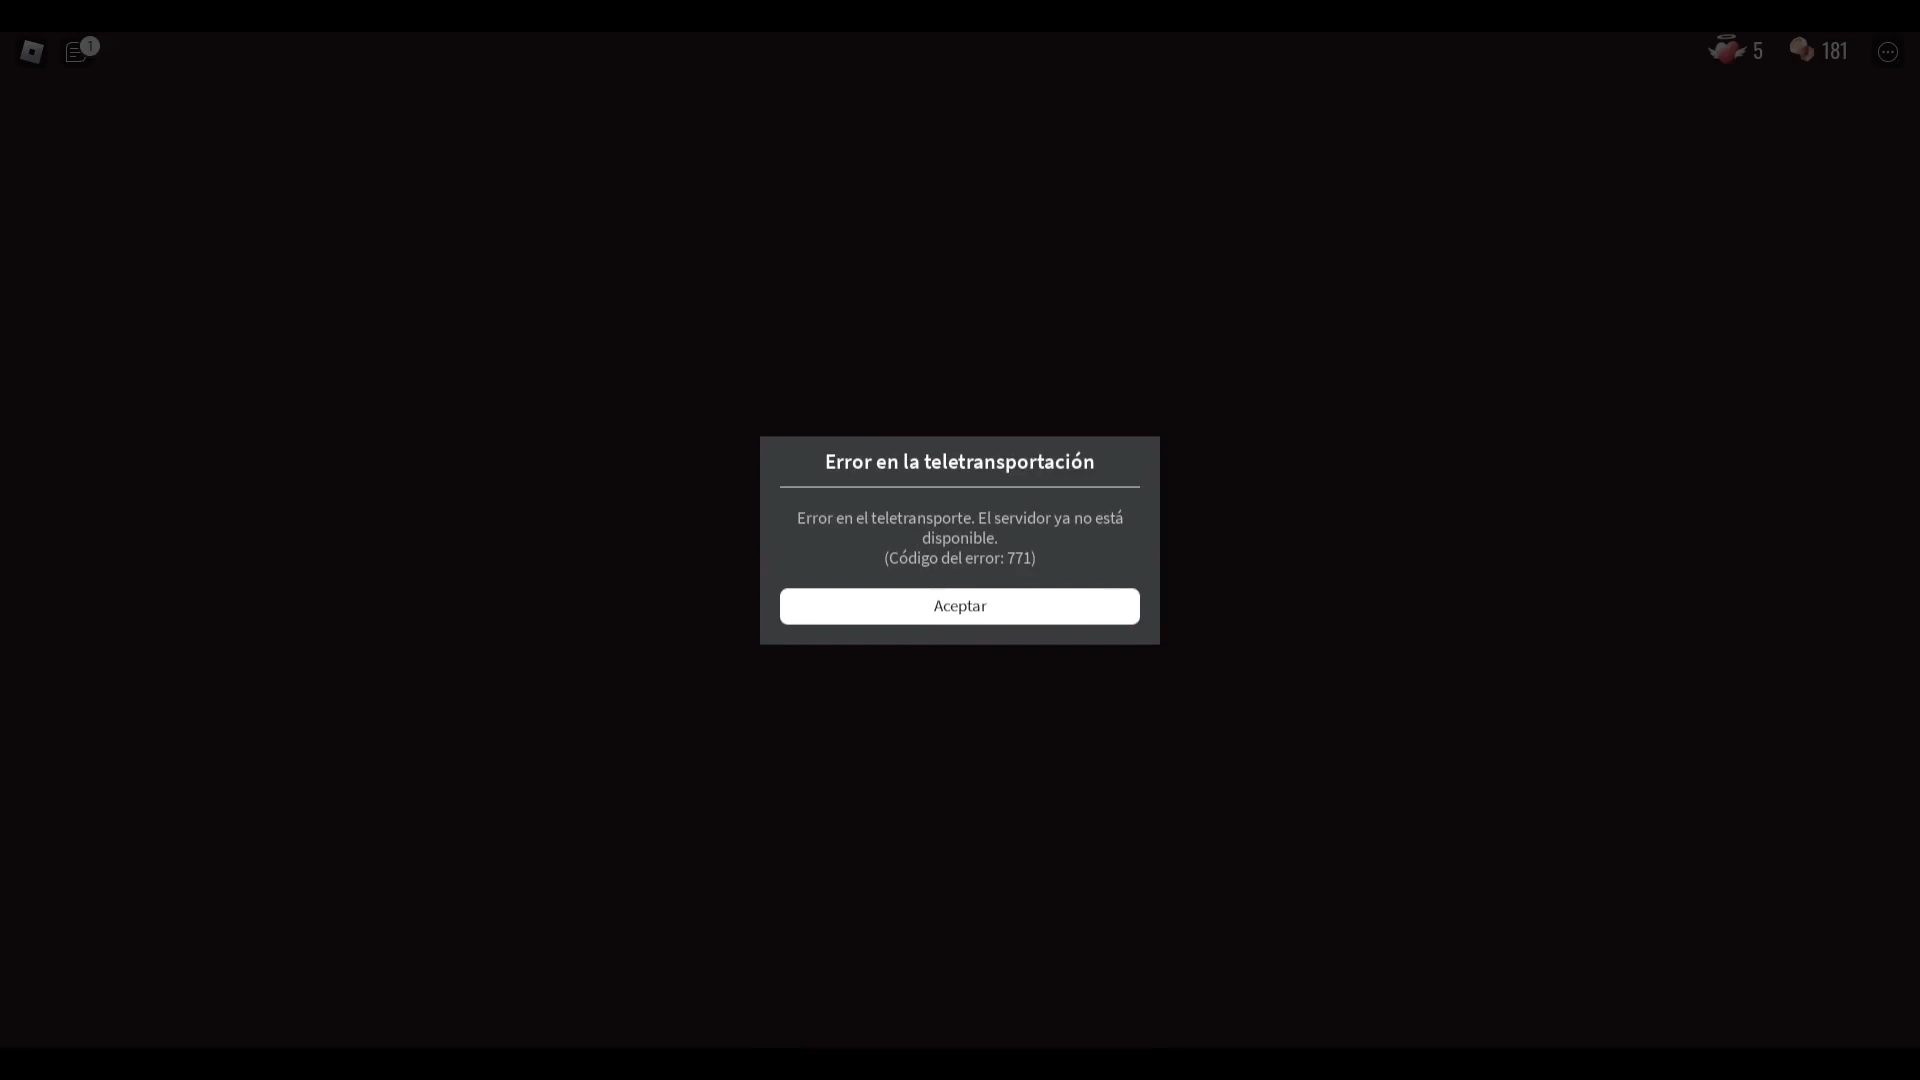 1
5
181
Error en la teletransportación
Error en el teletransporte. El servidor ya no está
disponible.
(Código del error: 771)
Aceptar